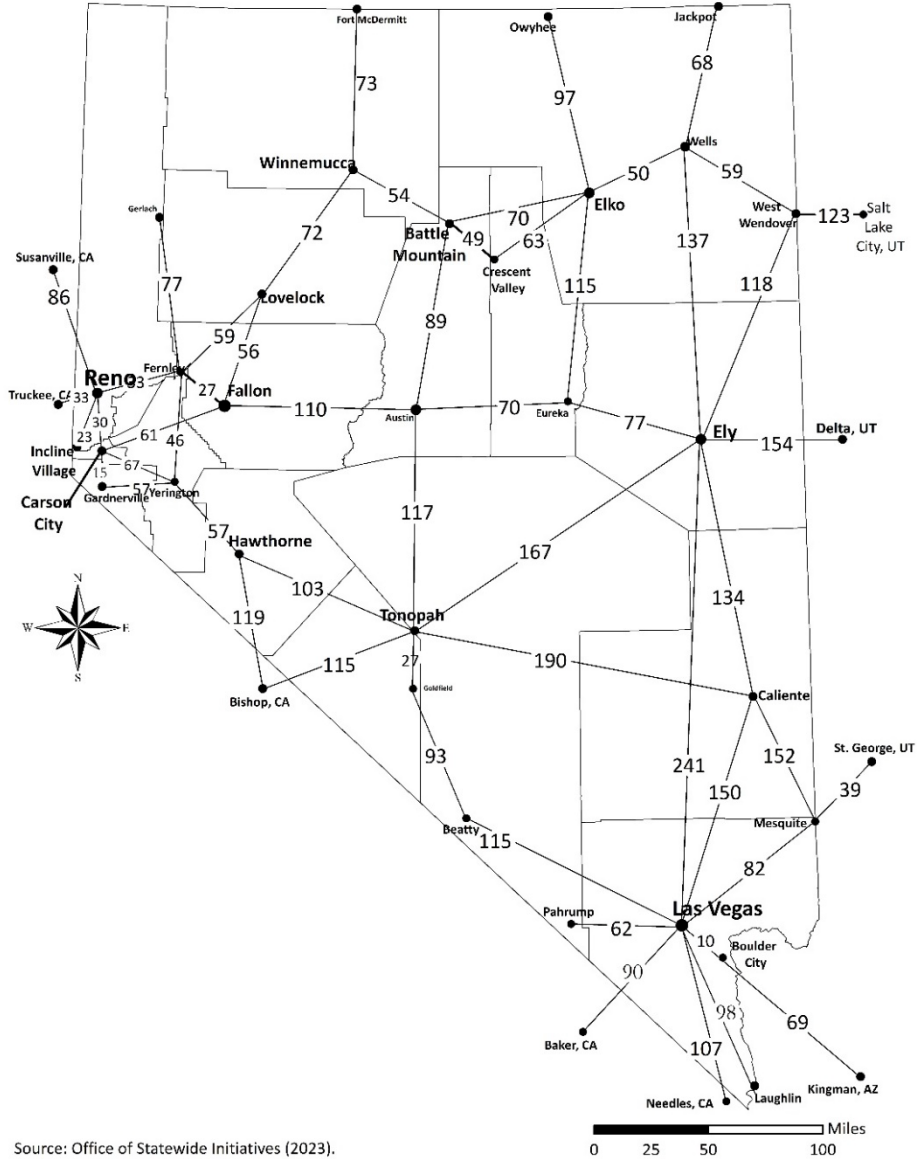 Fort McDermitt
Owyhee
Jackpot
73
97
68
Winnemucca
Wells
54
50
59
Elko
70
Gerlach
72
Battle
Mountain
49
63
West
Wendover
123
Salt
Lake
City, UT
137
Susanville, CA
Crescent
Valley
86
77
Lovelock
115
118
89
59
56
Reno
Fernley
33
27
Fallon
Truckee, CA
33
30
110
Austin
70
Eureka
77
Ely
154
Delta, UT
23
61
46
Incline
Village
67
15
57
Yerington
Gardnerville
Carson
City
117
57
Hawthorne
167
103
134
N
W
E
S
119
Tonopah
27
190
115
Goldfield
Bishop, CA
Caliente
93
152
St. George, UT
241
39
150
Beatty
115
Mesquite
82
Las Vegas
Pahrump
62
10
Boulder
City
90
98
69
107
Baker, CA
Needles, CA
Laughlin
Kingman, AZ
Miles
0 25 50 100
Source: Office of Statewide Initiatives (2023).